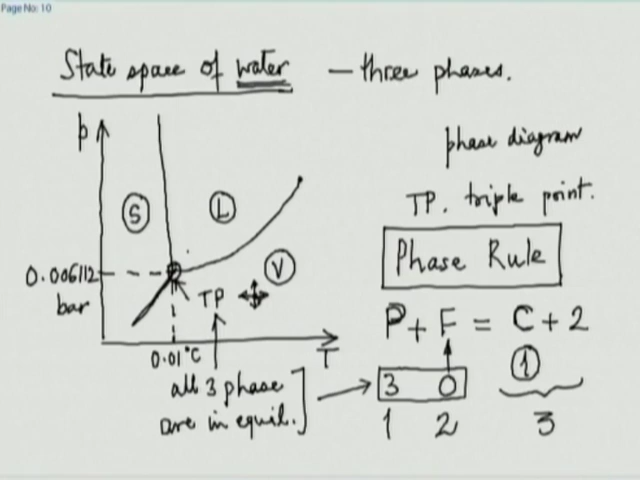 Page No: 10
State space of water — three phases.
p
phase diagram
S
L
TP. triple point.
V
Phase Rule
0.006112
bar
TP
P + F = C + 2
0.01°C
T
1
all 3 phase
are in equil.
3 0
1 2 3